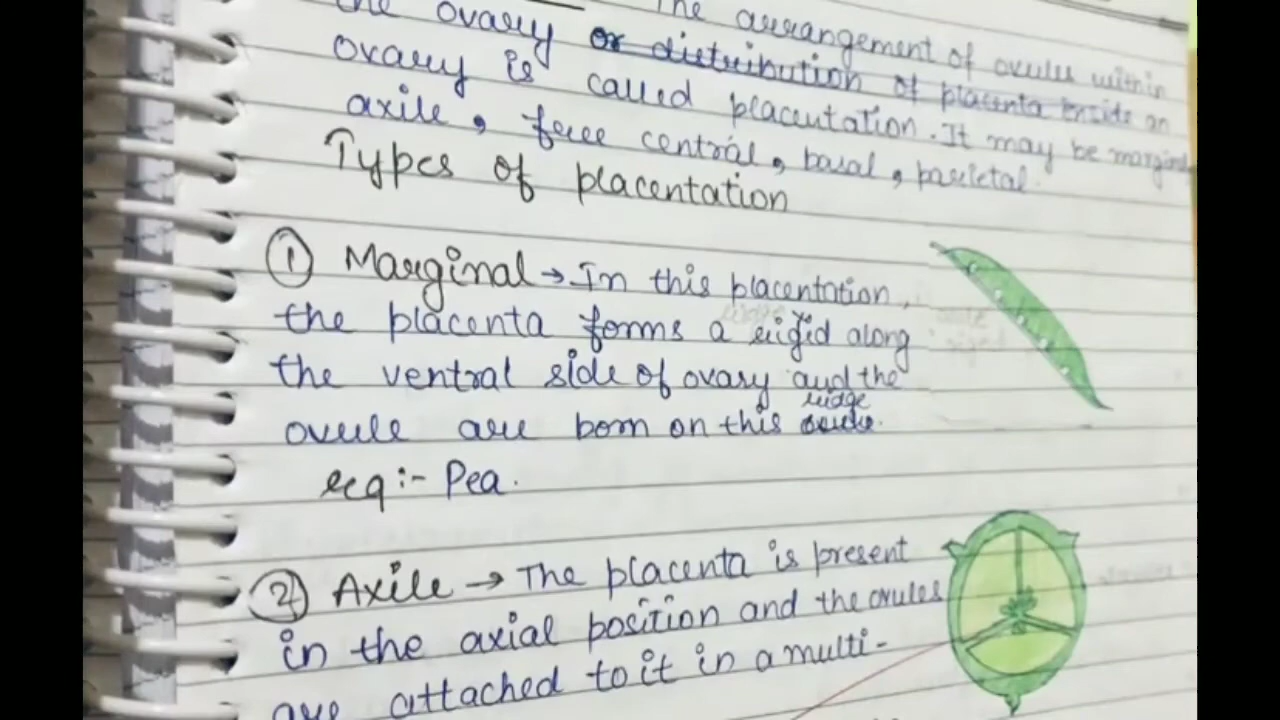 the ovary The arrangement of ovules within
ovary is or distribution of placenta inside an
axile, called placentation. It may be marginal
free central, basal, parietal.
Types of placentation
① Marginal → In this placentation,
the placenta forms a rigid along
the ventral side of ovary and the
ridge
ovule are born on this
eg :- Pea.
② Axile → The placenta is present
in the axial position and the ovules
are attached to it in a multi-